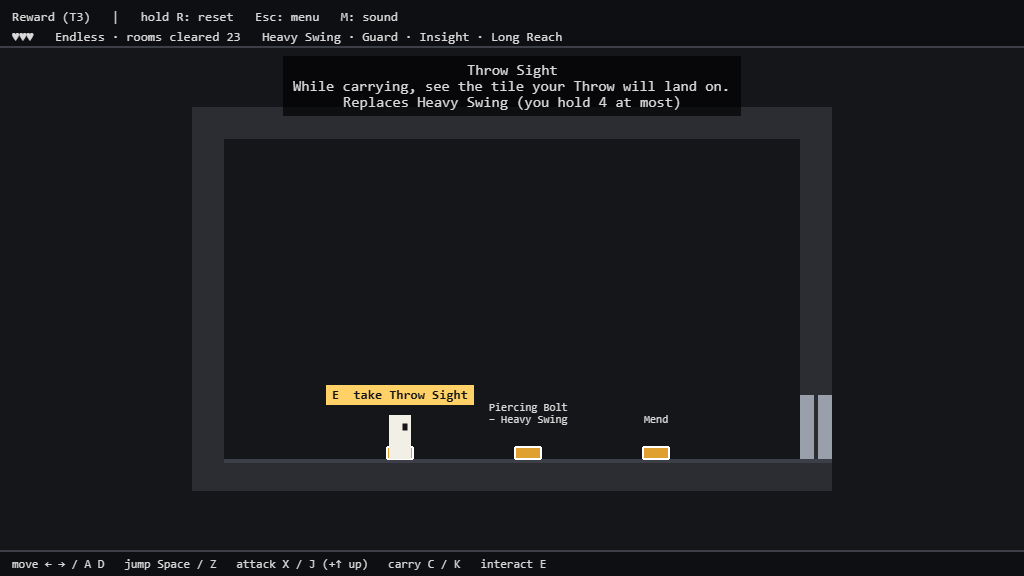 Reward (T3)   |   hold R: reset   Esc: menu   M: sound
♥♥♥   Endless · rooms cleared 23   Heavy Swing · Guard · Insight · Long Reach
Throw Sight
While carrying, see the tile your Throw will land on.
Replaces Heavy Swing (you hold 4 at most)
E  take Throw Sight
Piercing Bolt
− Heavy Swing
Mend
move ← → / A D   jump Space / Z   attack X / J (+↑ up)   carry C / K   interact E